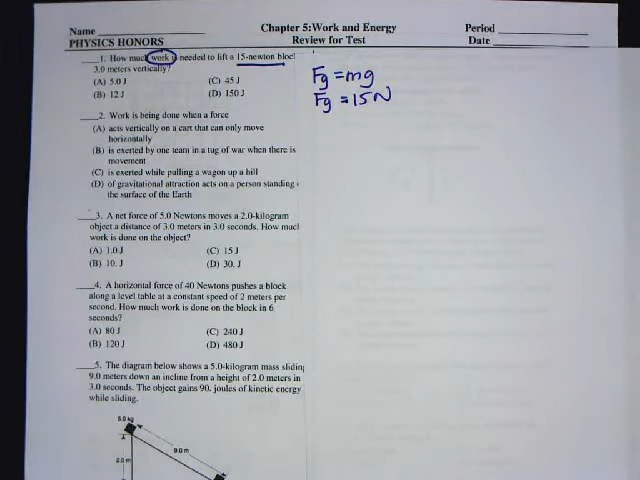 Name Chapter 5:Work and Energy Period
PHYSICS HONORS Review for Test Date
1. How much work is needed to lift a 15-newton block
3.0 meters vertically?
(A) 5.0 J (C) 45 J
(B) 12 J (D) 150 J
Fg = mg
Fg = 15N
2. Work is being done when a force
(A) acts vertically on a cart that can only move
horizontally
(B) is exerted by one team in a tug of war when there is
movement
(C) is exerted while pulling a wagon up a hill
(D) of gravitational attraction acts on a person standing
the surface of the Earth
3. A net force of 5.0 Newtons moves a 2.0-kilogram
object a distance of 3.0 meters in 3.0 seconds. How much
work is done on the object?
(A) 1.0 J (C) 15 J
(B) 10. J (D) 30. J
4. A horizontal force of 40 Newtons pushes a block
along a level table at a constant speed of 2 meters per
second. How much work is done on the block in 6
seconds?
(A) 80 J (C) 240 J
(B) 120 J (D) 480 J
5. The diagram below shows a 5.0-kilogram mass sliding
9.0 meters down an incline from a height of 2.0 meters in
3.0 seconds. The object gains 90. joules of kinetic energy
while sliding.
5.0 kg
9.0 m
2.0 m